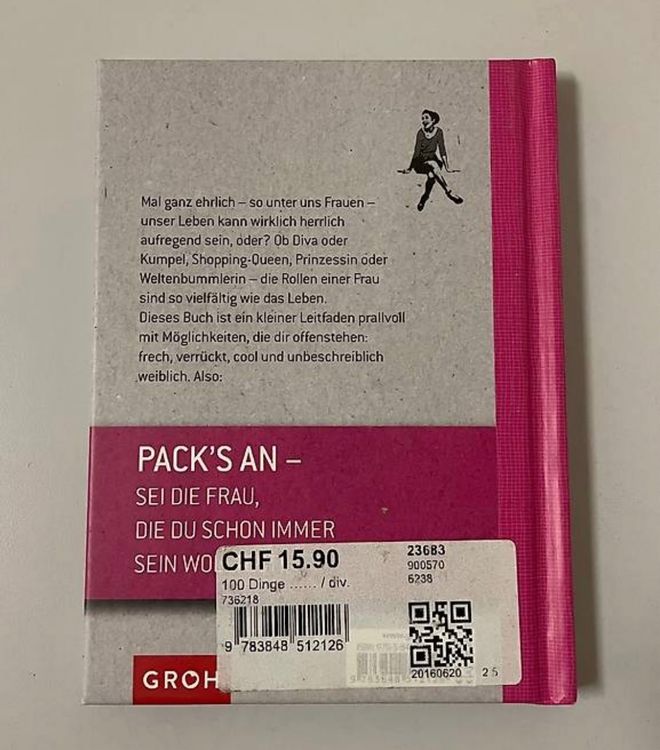 Mal ganz ehrlich – so unter uns Frauen –
unser Leben kann wirklich herrlich
aufregend sein, oder? Ob Diva oder
Kumpel, Shopping-Queen, Prinzessin oder
Weltenbummlerin – die Rollen einer Frau
sind so vielfältig wie das Leben.
Dieses Buch ist ein kleiner Leitfaden prallvoll
mit Möglichkeiten, die dir offenstehen:
frech, verrückt, cool und unbeschreiblich
weiblich. Also:
PACK'S AN –
SEI DIE FRAU,
DIE DU SCHON IMMER
SEIN WO
CHF 15.90
23683
900570
6238
100 Dinge ...... / div.
736218
9 783848 512126
20160620 25
GROH